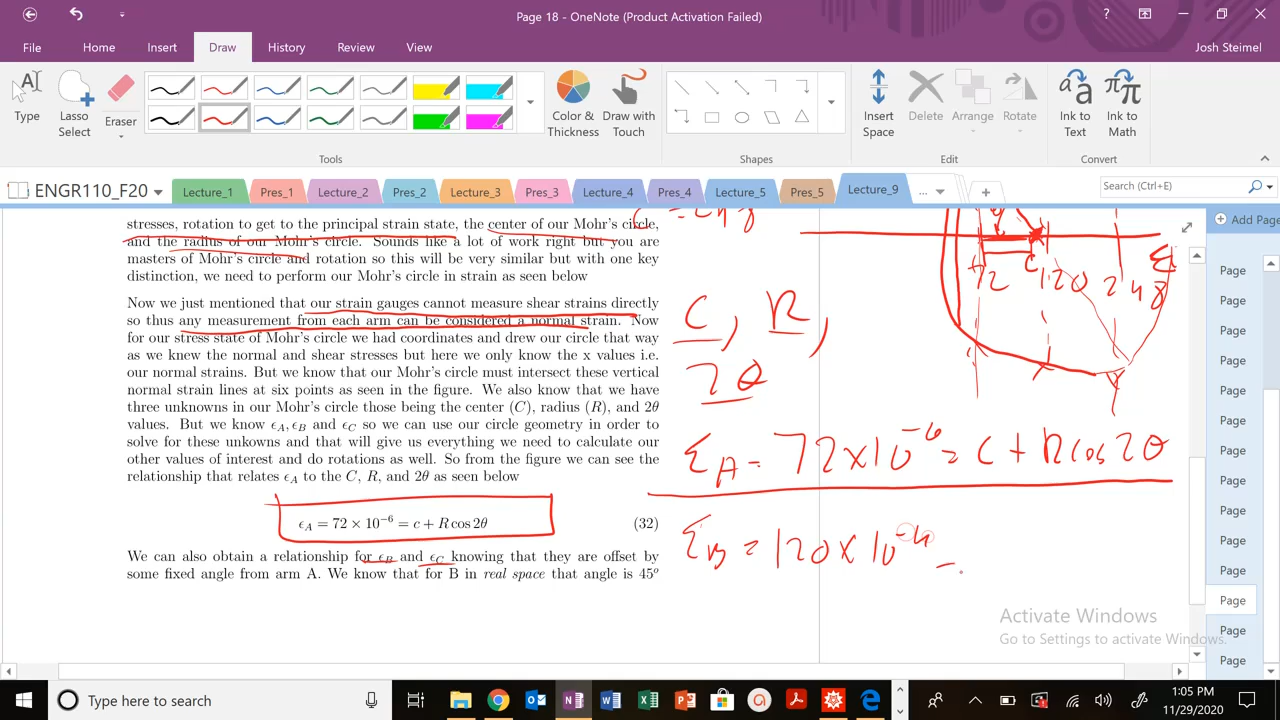 Page 18 - OneNote (Product Activation Failed)
File Home Insert Draw History Review View Josh Steimel
Type Lasso Select Eraser Color & Thickness Draw with Touch Insert Space Delete Arrange Rotate Ink to Text Ink to Math
Tools Shapes Edit Convert
ENGR110_F20 Lecture_1 Pres_1 Lecture_2 Pres_2 Lecture_3 Pres_3 Lecture_4 Pres_4 Lecture_5 Pres_5 Lecture_9 ... Search (Ctrl+E)
Add Page
stresses, rotation to get to the principal strain state, the center of our Mohr's circle,
and the radius of our Mohr's circle. Sounds like a lot of work right but you are
masters of Mohr's circle and rotation so this will be very similar but with one key
distinction, we need to perform our Mohr's circle in strain as seen below
Now we just mentioned that our strain gauges cannot measure shear strains directly
so thus any measurement from each arm can be considered a normal strain. Now
for our stress state of Mohr's circle we had coordinates and drew our circle that way
as we knew the normal and shear stresses but here we only know the x values i.e.
our normal strains. But we know that our Mohr's circle must intersect these vertical
normal strain lines at six points as seen in the figure. We also know that we have
three unknowns in our Mohr's circle those being the center (C), radius (R), and 2θ
values. But we know ϵA, ϵB and ϵC so we can use our circle geometry in order to
solve for these unkowns and that will give us everything we need to calculate our
other values of interest and do rotations as well. So from the figure we can see the
relationship that relates ϵA to the C, R, and 2θ as seen below
ϵA = 72 × 10⁻⁶ = c + R cos 2θ (32)
We can also obtain a relationship for ϵB and ϵC knowing that they are offset by
some fixed angle from arm A. We know that for B in real space that angle is 45°
72 C 120 248
C, R,
2θ
ΣA = 72×10⁻⁶ = C + R cos 2θ
ΣB = 120 × 10
Page
Page
Page
Page
Page
Page
Page
Page
Page
Page
Page
Page
Page
Page
Activate Windows
Go to Settings to activate Windows.
Type here to search
1:05 PM
11/29/2020